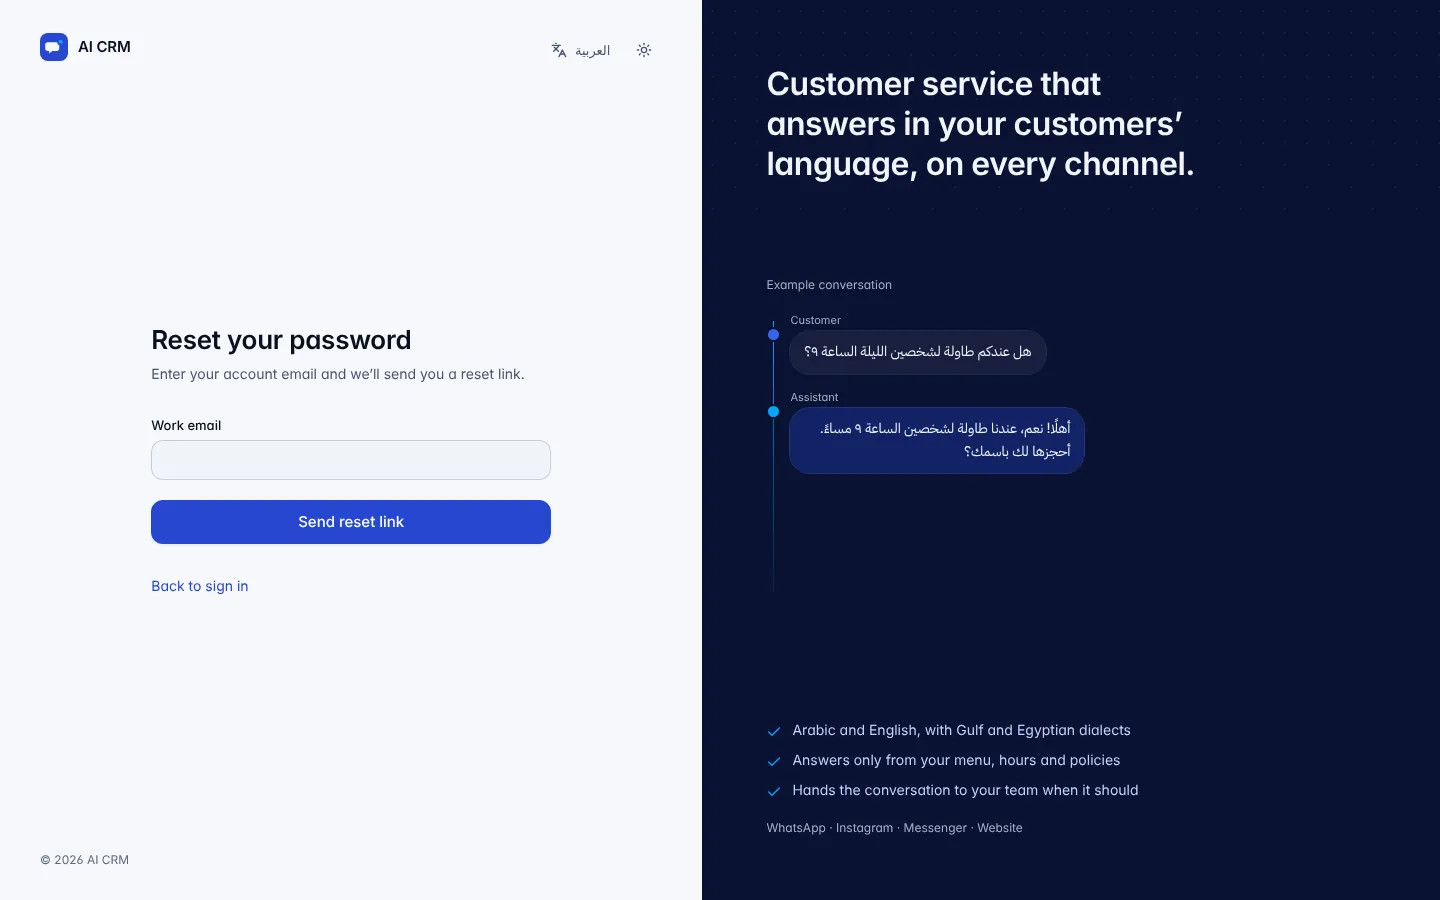 AI CRM
العربية
Reset your password
Enter your account email and we’ll send you a reset link.
Work email
Send reset link
Back to sign in
© 2026 AI CRM
Customer service that
answers in your customers’
language, on every channel.
Example conversation
Customer
هل عندكم طاولة لشخصين الليلة الساعة ٩؟
Assistant
أهلًا! نعم، عندنا طاولة لشخصين الساعة ٩ مساءً.
أحجزها لك باسمك؟
Arabic and English, with Gulf and Egyptian dialects
Answers only from your menu, hours and policies
Hands the conversation to your team when it should
WhatsApp · Instagram · Messenger · Website